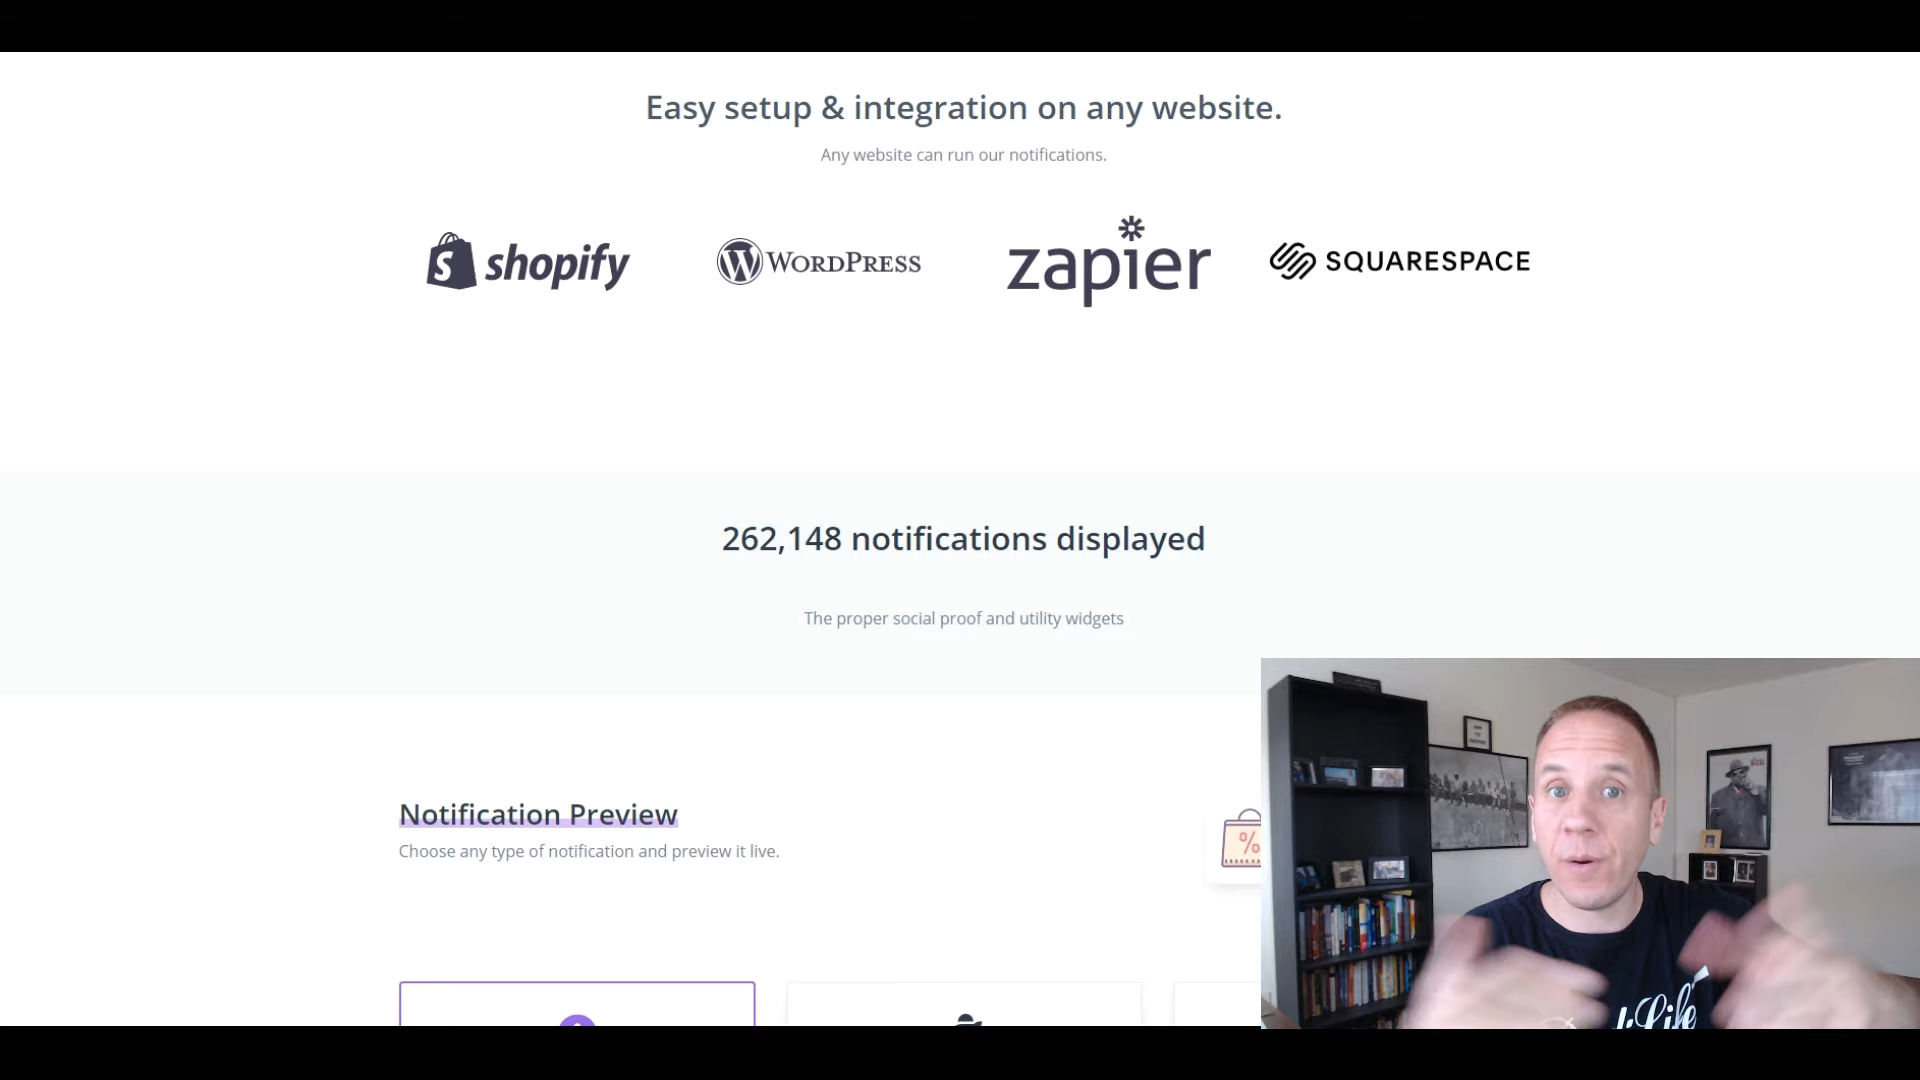 Easy setup & integration on any website.
Any website can run our notifications.
shopify
WORDPRESS
zapier
SQUARESPACE
262,148 notifications displayed
The proper social proof and utility widgets
Notification Preview
Choose any type of notification and preview it live.
%
Life